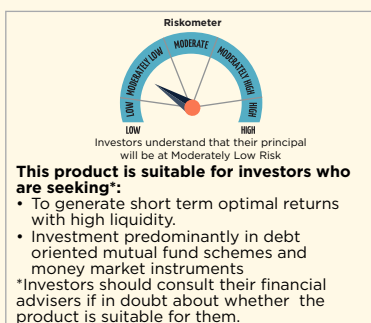 Riskometer
LOW
MODERATELY LOW
MODERATE
MODERATELY HIGH
HIGH
LOW HIGH
Investors understand that their principal
will be at Moderately Low Risk
This product is suitable for investors who
are seeking*:
• To generate short term optimal returns
with high liquidity.
• Investment predominantly in debt
oriented mutual fund schemes and
money market instruments
*Investors should consult their financial
advisers if in doubt about whether the
product is suitable for them.